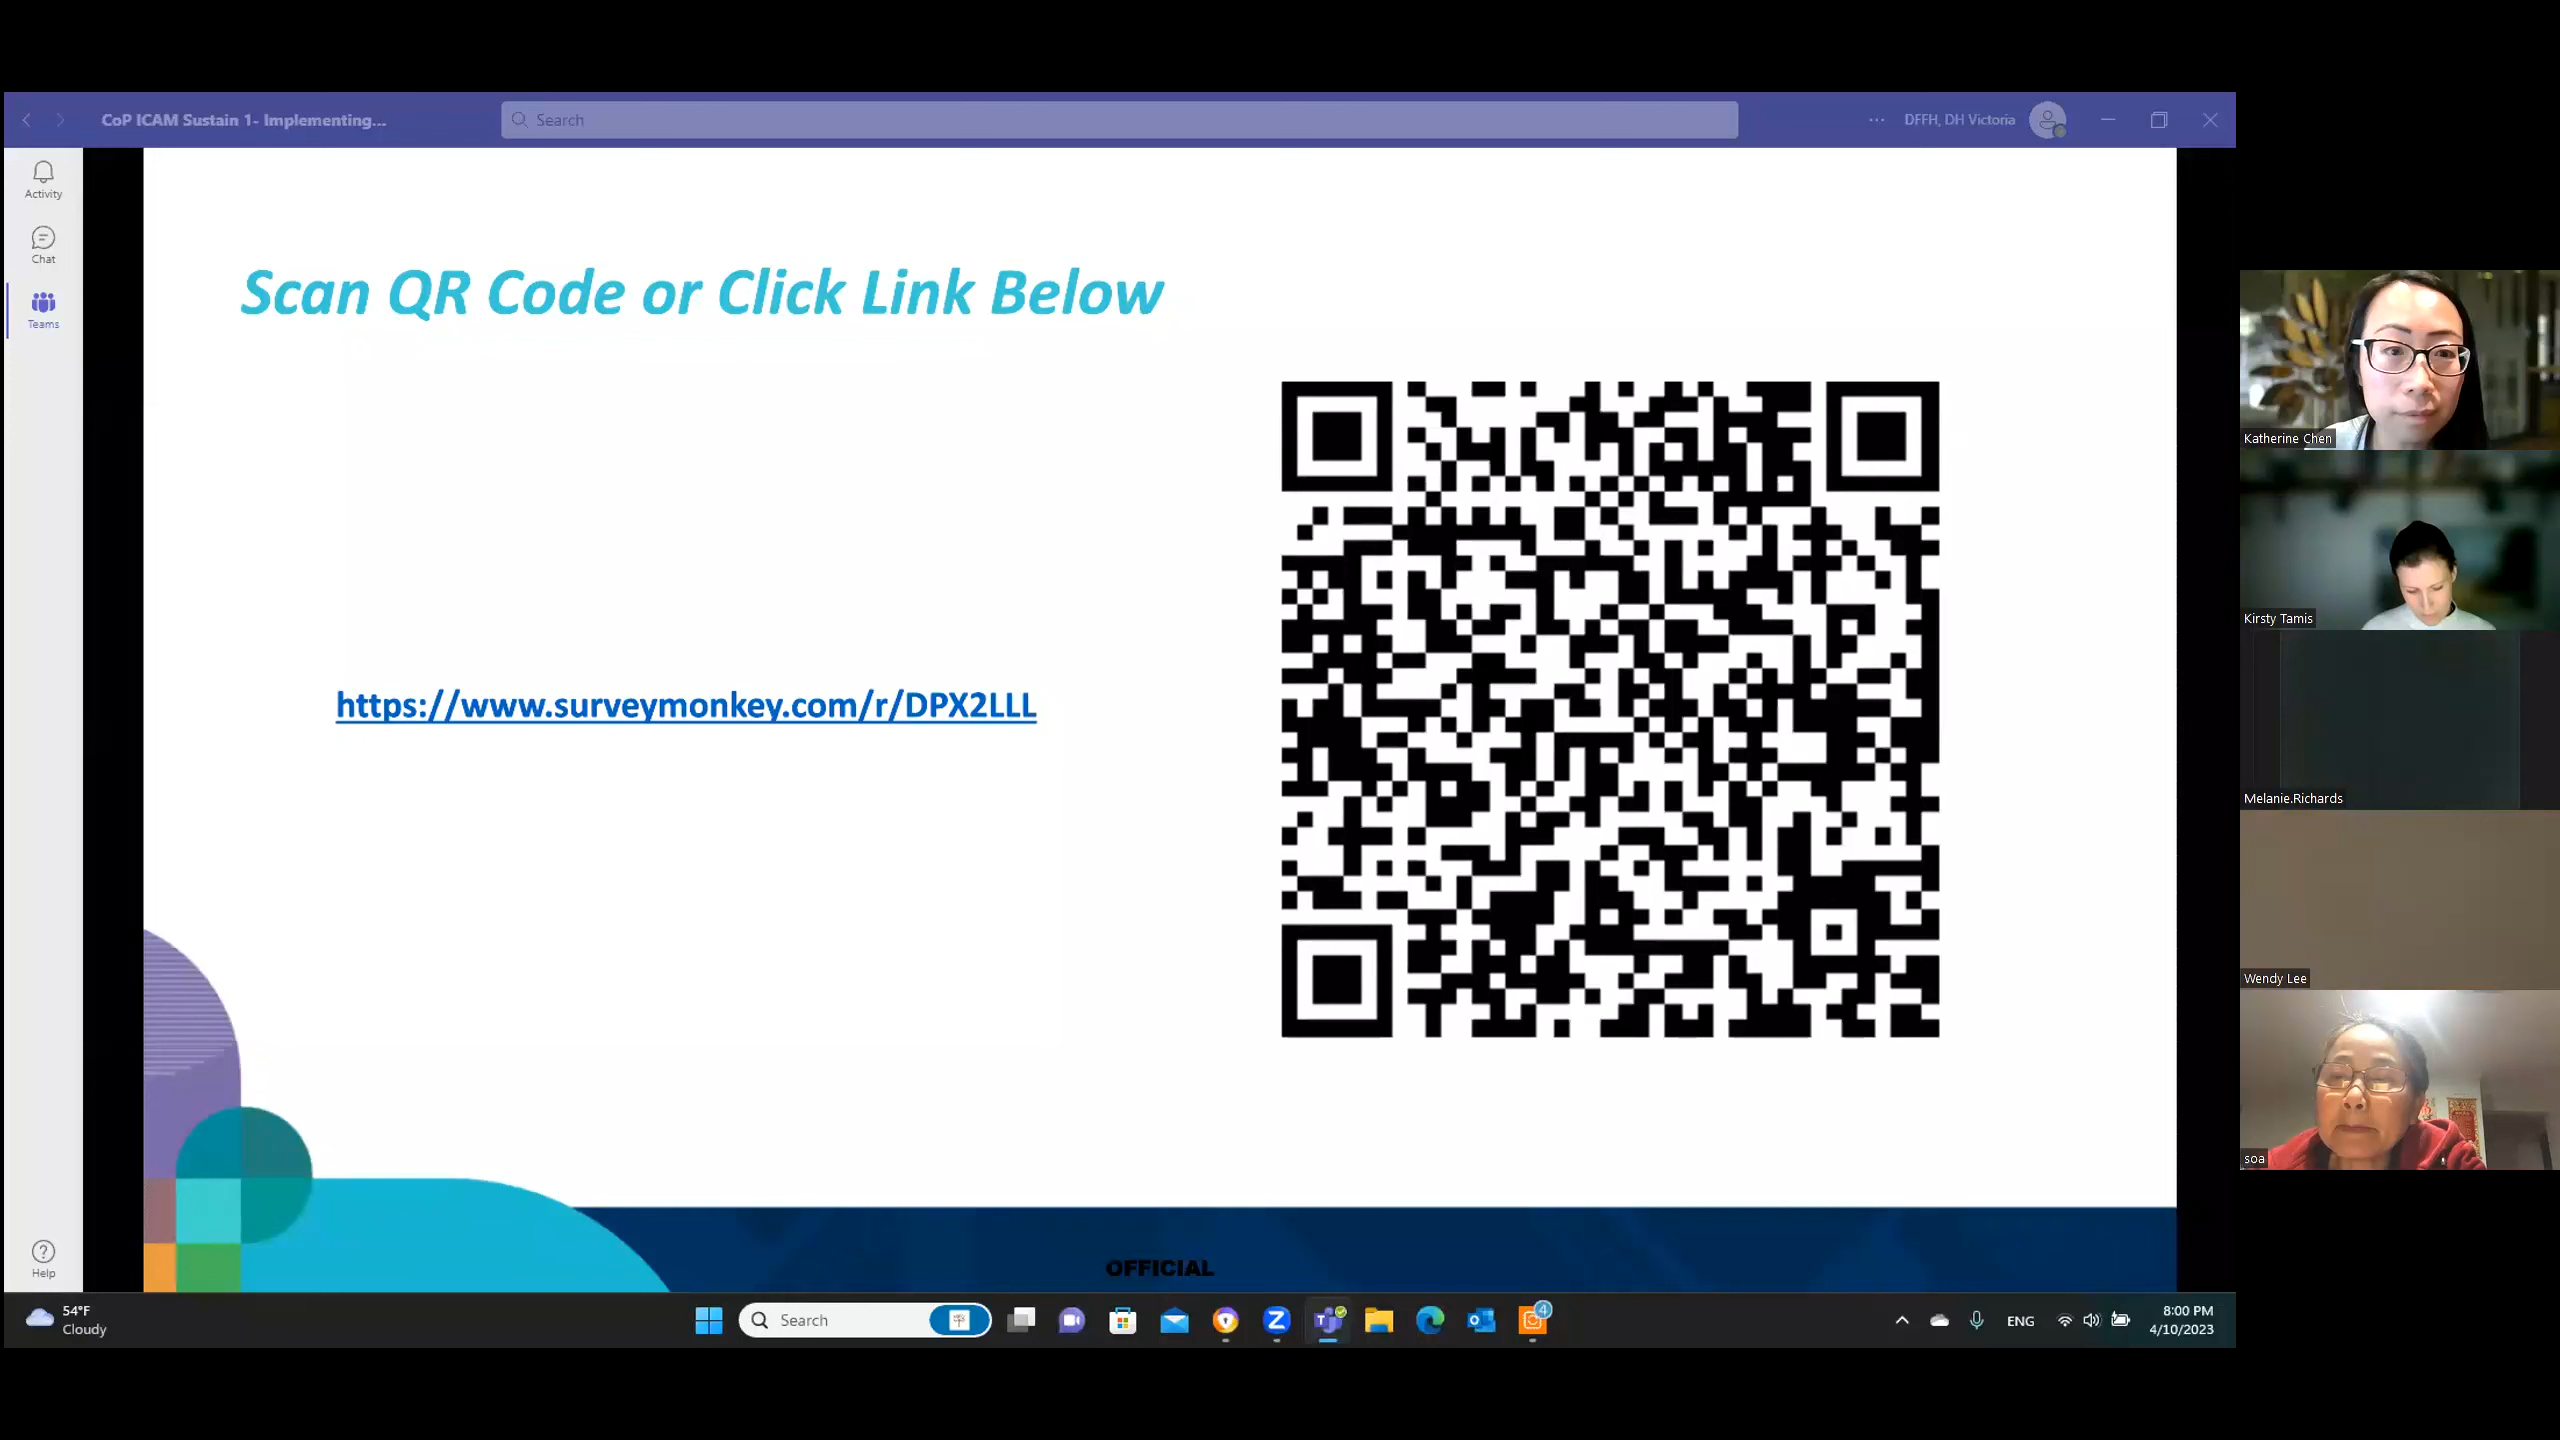 CoP ICAM Sustain 1- Implementing...
Search
DFFH, DH Victoria
Activity
Chat
Teams
Scan QR Code or Click Link Below
https://www.surveymonkey.com/r/DPX2LLL
Katherine Chen
Kirsty Tamis
Melanie.Richards
Wendy Lee
soa
Help
OFFICIAL
54°F
Cloudy
Search
4
ENG
8:00 PM
4/10/2023